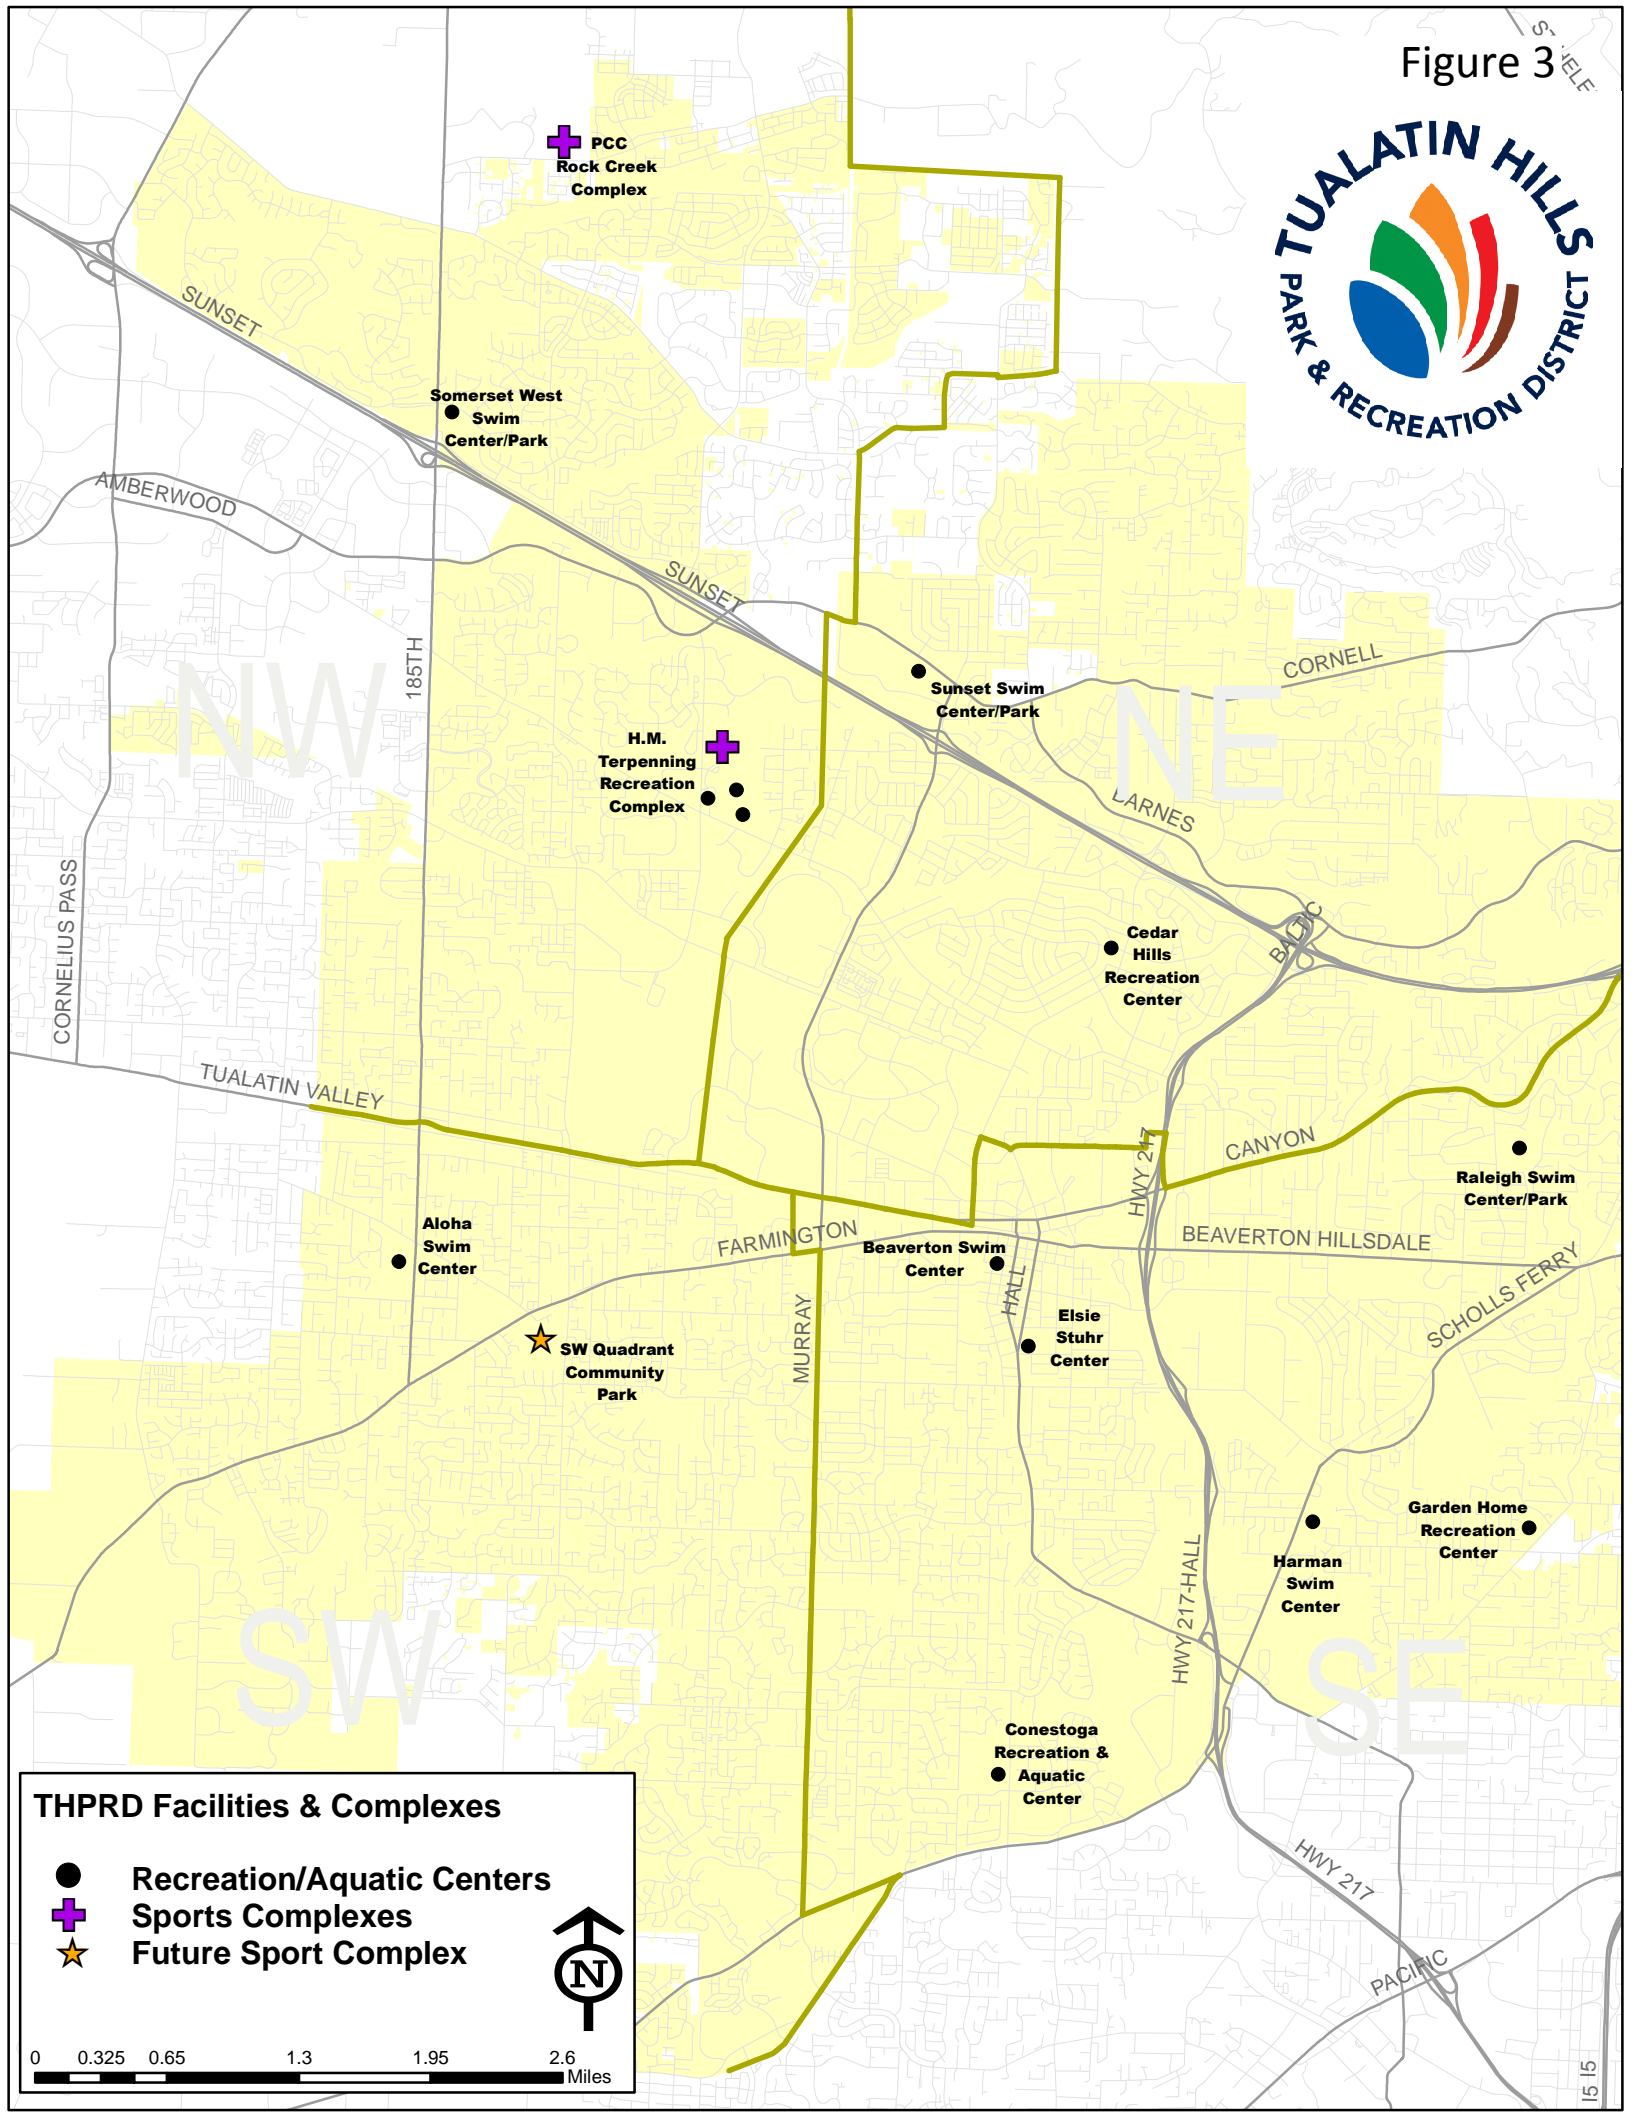 Figure 3
TUALATIN HILLS
PARK & RECREATION DISTRICT
PCC
Rock Creek
Complex
SUNSET
Somerset West
Swim
Center/Park
AMBERWOOD
SUNSET
185TH
NW
CORNELL
Sunset Swim
Center/Park
NE
H.M.
Terpenning
Recreation
Complex
BARNES
CORNELIUS PASS
BALTIC
Cedar
Hills
Recreation
Center
TUALATIN VALLEY
HWY 217
CANYON
Raleigh Swim
Center/Park
Aloha
Swim
Center
FARMINGTON
Beaverton Swim
Center
BEAVERTON HILLSDALE
HALL
SCHOLLS FERRY
MURRAY
Elsie
Stuhr
Center
SW Quadrant
Community
Park
Garden Home
Recreation
Center
Harman
Swim
Center
HWY 217-HALL
SW
SE
Conestoga
Recreation &
Aquatic
Center
HWY 217
PACIFIC
I5 I5
THPRD Facilities & Complexes
Recreation/Aquatic Centers
Sports Complexes
Future Sport Complex
N
0 0.325 0.65 1.3 1.95 2.6
Miles